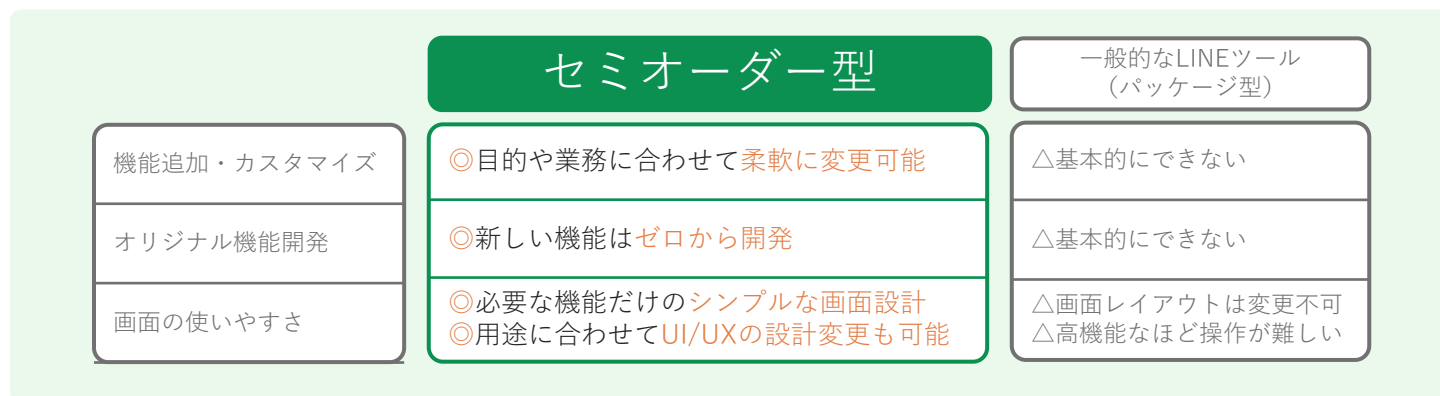 セミオーダー型
一般的なLINEツール
（パッケージ型）
機能追加・カスタマイズ
◎目的や業務に合わせて柔軟に変更可能
△基本的にできない
オリジナル機能開発
◎新しい機能はゼロから開発
△基本的にできない
画面の使いやすさ
◎必要な機能だけのシンプルな画面設計
◎用途に合わせてUI/UXの設計変更も可能
△画面レイアウトは変更不可
△高機能なほど操作が難しい